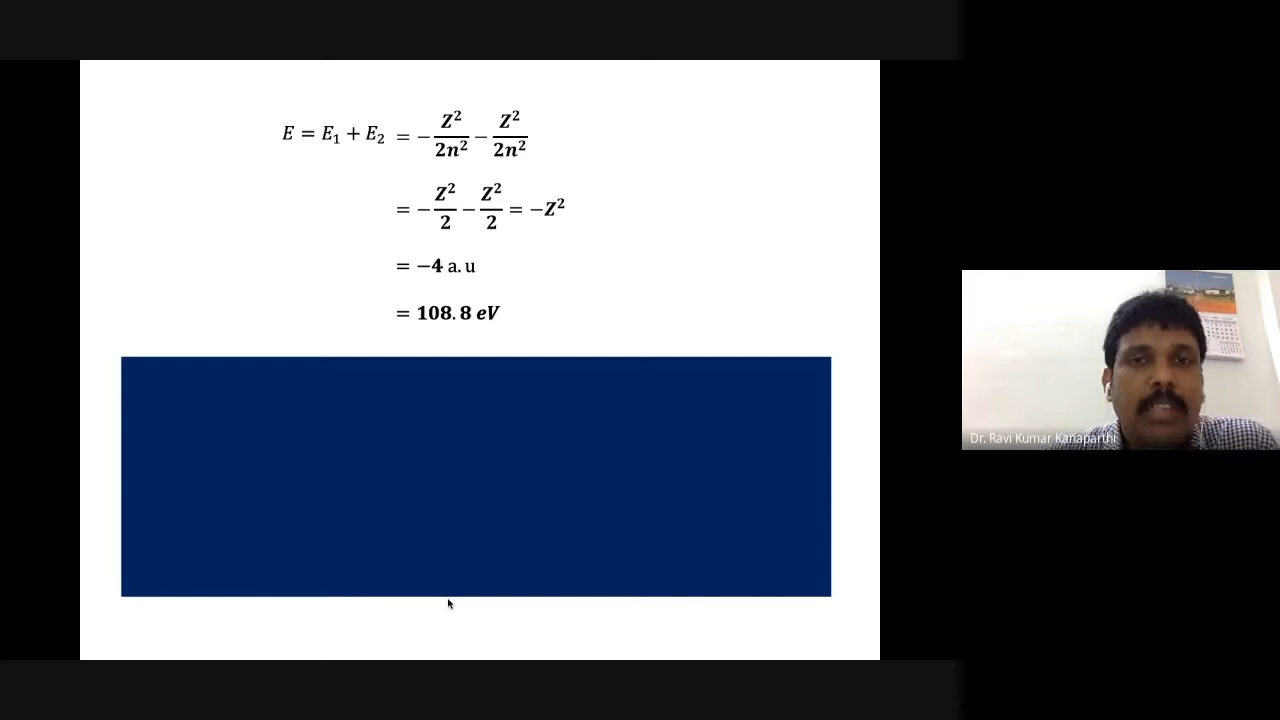 E = E₁ + E₂ = − Z²/2n² − Z²/2n²
= − Z²/2 − Z²/2 = −Z²
= −4 a.u
= 108.8 eV
Dr. Ravi Kumar Kanaparthi